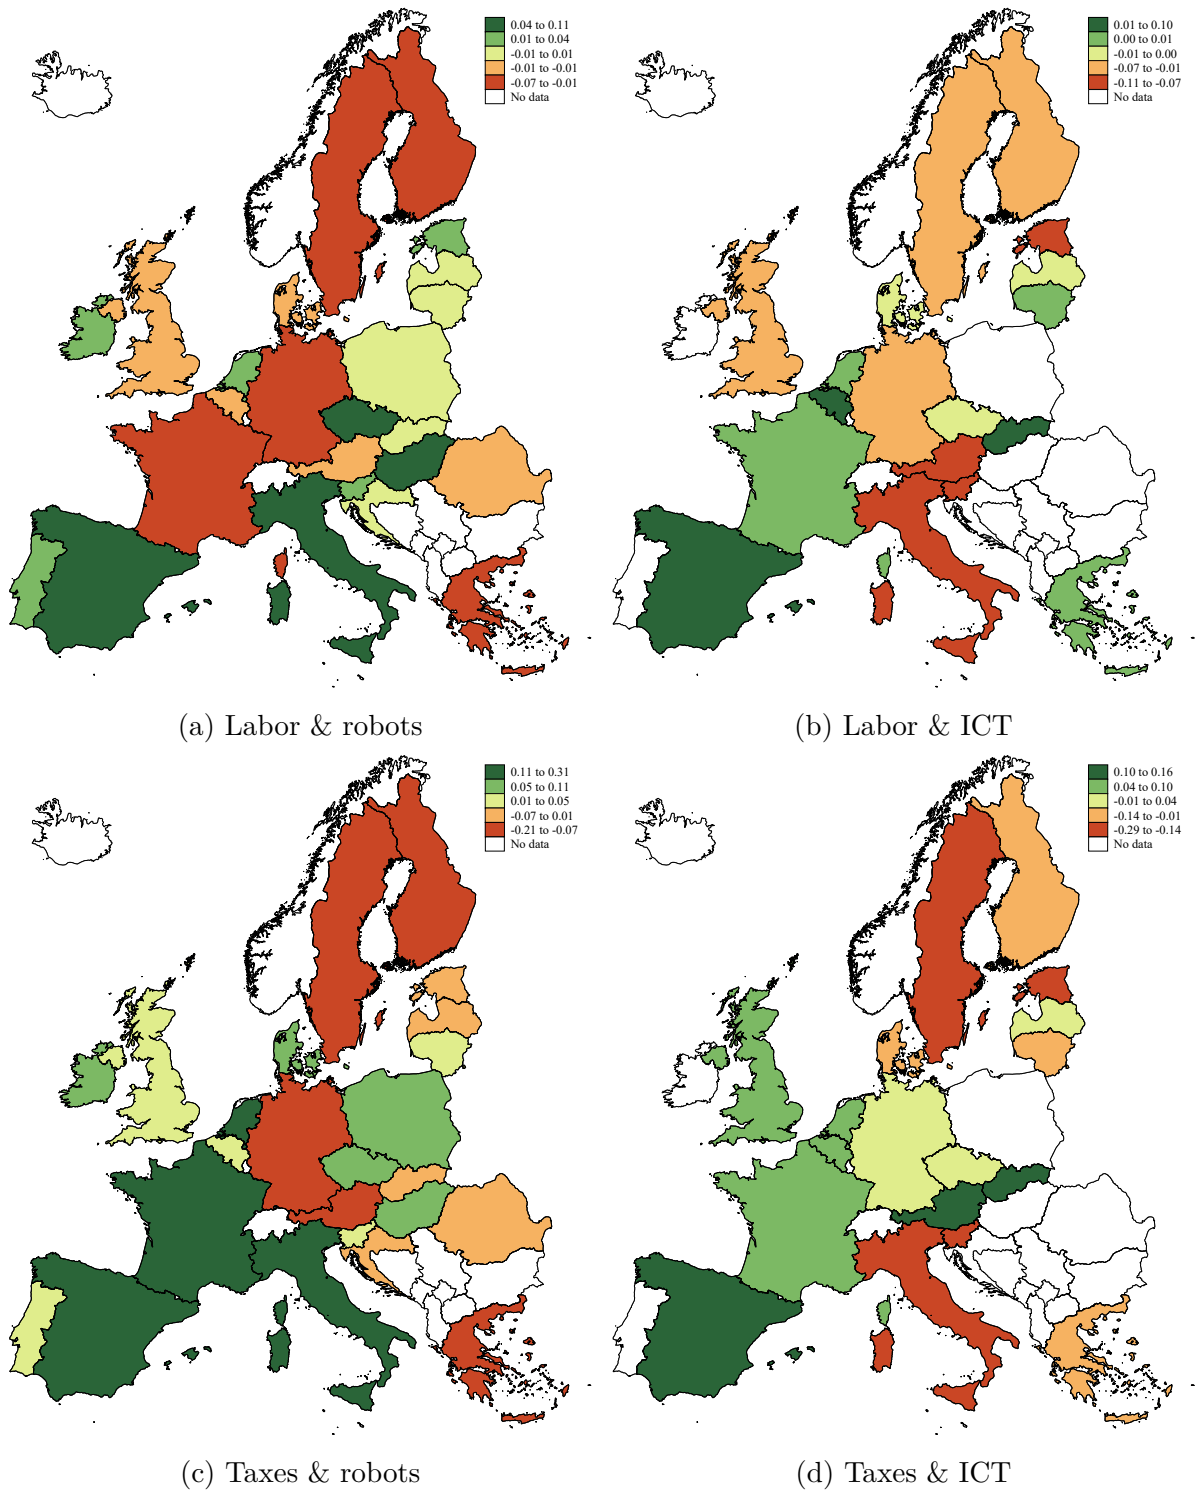 0.04 to 0.11
0.01 to 0.04
-0.01 to 0.01
-0.01 to -0.01
-0.07 to -0.01
No data
0.01 to 0.10
0.00 to 0.01
-0.01 to 0.00
-0.07 to -0.01
-0.11 to -0.07
No data
(a) Labor & robots
(b) Labor & ICT
0.11 to 0.31
0.05 to 0.11
0.01 to 0.05
-0.07 to 0.01
-0.21 to -0.07
No data
0.10 to 0.16
0.04 to 0.10
-0.01 to 0.04
-0.14 to -0.01
-0.29 to -0.14
No data
(c) Taxes & robots
(d) Taxes & ICT